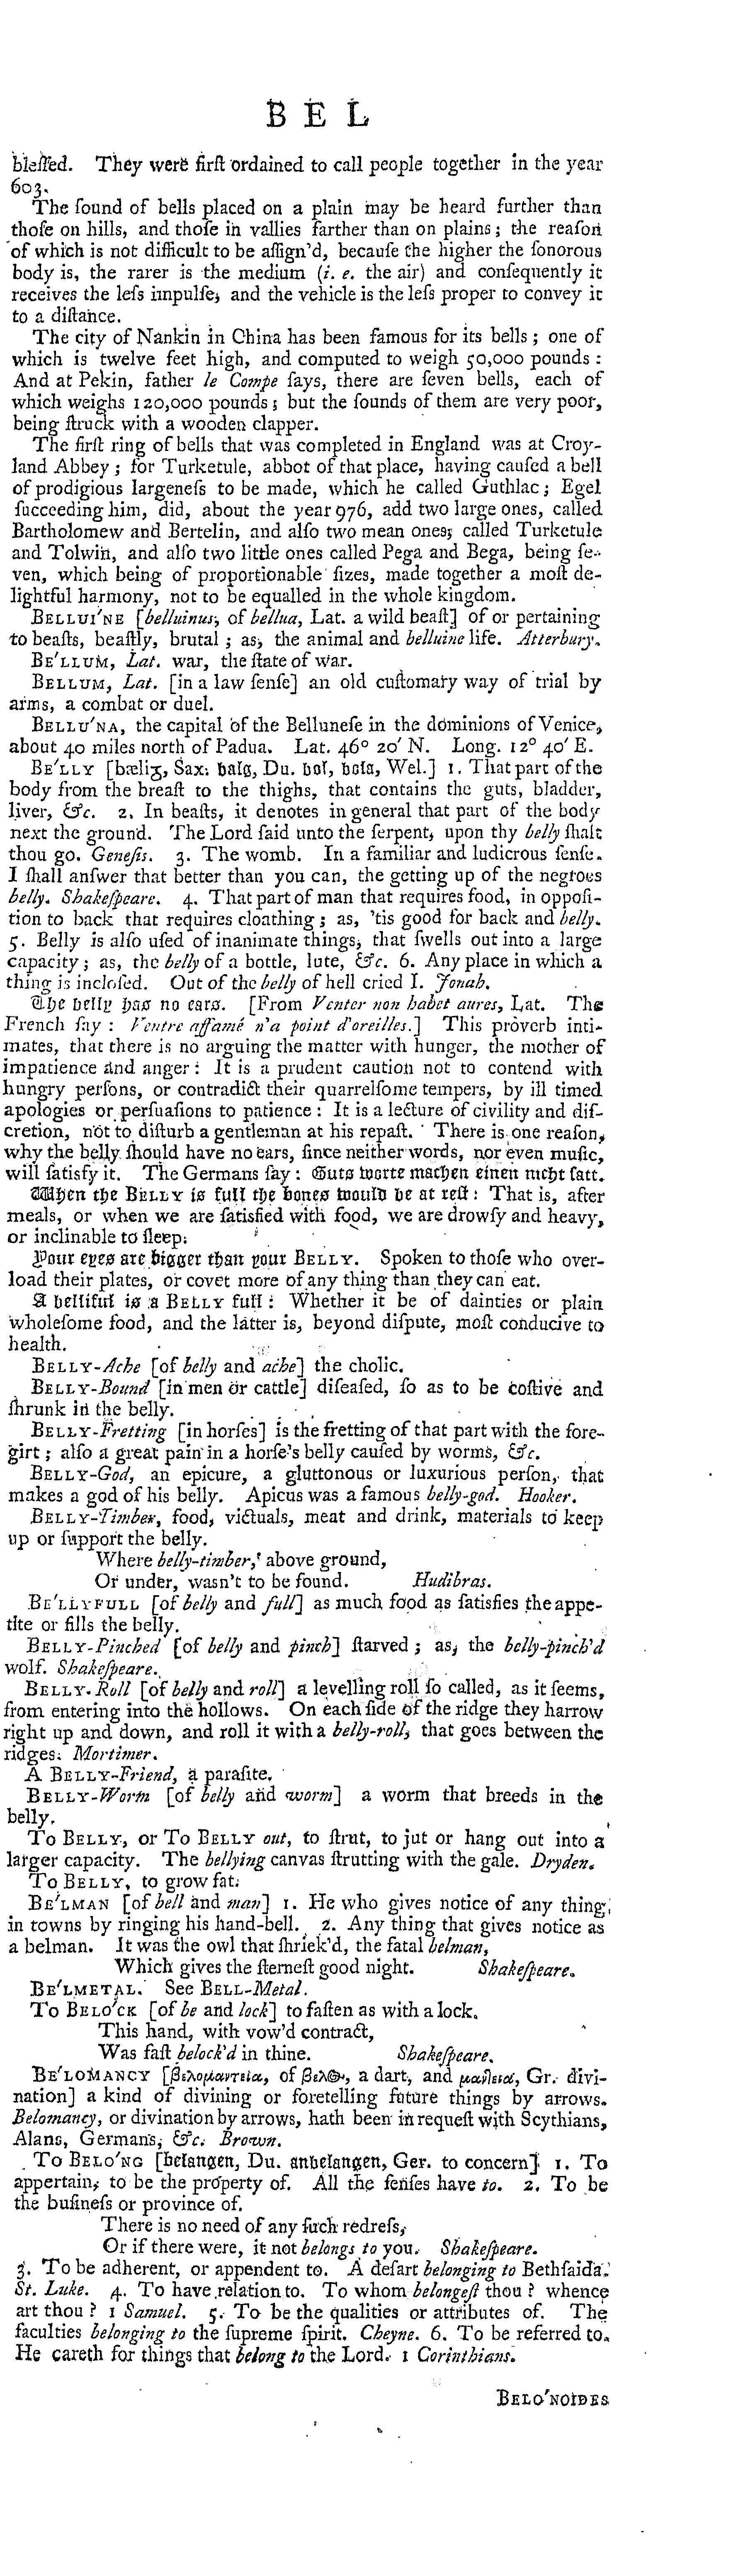 B E L
bleſſed. They were firſt ordained to call people together in the year
603.
The ſound of bells placed on a plain may be heard further than
thoſe on hills, and thoſe in vallies farther than on plains; the reaſon
of which is not difficult to be aſſign'd, becauſe the higher the ſonorous
body is, the rarer is the medium (i. e. the air) and conſequently it
receives the leſs impulſe, and the vehicle is the leſs proper to convey it
to a diſtance.
The city of Nankin in China has been famous for its bells; one of
which is twelve feet high, and computed to weigh 50,000 pounds:
And at Pekin, father le Compe ſays, there are ſeven bells, each of
which weighs 120,000 pounds; but the ſounds of them are very poor,
being ſtruck with a wooden clapper.
The firſt ring of bells that was completed in England was at Croy-
land Abbey; for Turketule, abbot of that place, having cauſed a bell
of prodigious largeneſs to be made, which he called Guthlac; Egel
ſucceeding him, did, about the year 976, add two large ones, called
Bartholomew and Bertelin, and alſo two mean ones, called Turketule
and Tolwin, and alſo two little ones called Pega and Bega, being ſe-
ven, which being of proportionable ſizes, made together a moſt de-
lightful harmony, not to be equalled in the whole kingdom.
BELLUI'NE [belluinus, of bellua, Lat. a wild beaſt] of or pertaining
to beaſts, beaſtly, brutal; as, the animal and belluine life. Atterbury.
BE'LLUM, Lat. war, the ſtate of war.
BELLUM, Lat. [in a law ſenſe] an old cuſtomary way of trial by
arms, a combat or duel.
BELLU'NA, the capital of the Belluneſe in the dominions of Venice,
about 40 miles north of Padua. Lat. 46° 20' N. Long. 12° 40' E.
BE'LLY [bæliᵹ, Sax. balg, Du. bol, bola, Wel.] 1. That part of the
body from the breaſt to the thighs, that contains the guts, bladder,
liver, &c. 2. In beaſts, it denotes in general that part of the body
next the ground. The Lord ſaid unto the ſerpent, upon thy belly ſhalt
thou go. Geneſis. 3. The womb. In a familiar and ludicrous ſenſe.
I ſhall anſwer that better than you can, the getting up of the negroes
belly. Shakeſpeare. 4. That part of man that requires food, in oppoſi-
tion to back that requires cloathing; as, 'tis good for back and belly.
5. Belly is alſo uſed of inanimate things, that ſwells out into a large
capacity; as, the belly of a bottle, lute, &c. 6. Any place in which a
thing is incloſed. Out of the belly of hell cried I. Jonah.
The belly has no ears. [From Venter non habet aures, Lat. The
French ſay: Ventre affamé n'a point d'oreilles.] This proverb inti-
mates, that there is no arguing the matter with hunger, the mother of
impatience and anger: It is a prudent caution not to contend with
hungry perſons, or contradict their quarrelſome tempers, by ill timed
apologies or perſuaſions to patience: It is a lecture of civility and diſ-
cretion, not to diſturb a gentleman at his repaſt. There is one reaſon,
why the belly ſhould have no ears, ſince neither words, nor even muſic,
will ſatisfy it. The Germans ſay: Guts worte machen einen nicht ſatt.
When the BELLY is full the bones would be at reſt: That is, after
meals, or when we are ſatisfied with food, we are drowſy and heavy,
or inclinable to ſleep.
Your eyes are bigger than your BELLY. Spoken to thoſe who over-
load their plates, or covet more of any thing than they can eat.
A belliful is a BELLY full: Whether it be of dainties or plain
wholeſome food, and the latter is, beyond diſpute, moſt conducive to
health.
BELLY-Ache [of belly and ache] the cholic.
BELLY-Bound [in men or cattle] diſeaſed, ſo as to be coſtive and
ſhrunk in the belly.
BELLY-Fretting [in horſes] is the fretting of that part with the fore-
girt; alſo a great pain in a horſe's belly cauſed by worms, &c.
BELLY-God, an epicure, a gluttonous or luxurious perſon, that
makes a god of his belly. Apicus was a famous belly-god. Hooker.
BELLY-Timber, food, victuals, meat and drink, materials to keep
up or ſupport the belly.
Where belly-timber, above ground,
Or under, wasn't to be found. Hudibras.
BE'LLYFULL [of belly and full] as much food as ſatisfies the appe-
tite or fills the belly.
BELLY-Pinched [of belly and pinch] ſtarved; as, the belly-pinch'd
wolf. Shakeſpeare.
BELLY-Roll [of belly and roll] a levelling roll ſo called, as it ſeems,
from entering into the hollows. On each ſide of the ridge they harrow
right up and down, and roll it with a belly-roll, that goes between the
ridges. Mortimer.
A BELLY-Friend, a paraſite.
BELLY-Worm [of belly and worm] a worm that breeds in the
belly.
To BELLY, or To BELLY out, to ſtrut, to jut or hang out into a
larger capacity. The bellying canvas ſtrutting with the gale. Dryden.
To BELLY, to grow fat.
BE'LMAN [of bell and man] 1. He who gives notice of any thing
in towns by ringing his hand-bell. 2. Any thing that gives notice as
a belman. It was the owl that ſhriek'd, the fatal belman,
Which gives the ſterneſt good night. Shakeſpeare.
BE'LMETAL. See BELL-Metal.
To BELO'CK [of be and lock] to faſten as with a lock.
This hand, with vow'd contract,
Was faſt belock'd in thine. Shakeſpeare.
BE'LOMANCY [βελομαντεια, of βελος, a dart, and μαντεια, Gr. divi-
nation] a kind of divining or foretelling future things by arrows.
Belomancy, or divination by arrows, hath been in requeſt with Scythians,
Alans, Germans, &c. Brown.
To BELO'NG [belangen, Du. anbelangen, Ger. to concern] 1. To
appertain, to be the property of. All the ſenſes have to. 2. To be
the buſineſs or province of.
There is no need of any ſuch redreſs,
Or if there were, it not belongs to you. Shakeſpeare.
3. To be adherent, or appendent to. A deſart belonging to Bethſaida.
St. Luke. 4. To have relation to. To whom belongeſt thou? whence
art thou? 1 Samuel. 5. To be the qualities or attributes of. The
faculties belonging to the ſupreme ſpirit. Cheyne. 6. To be referred to.
He careth for things that belong to the Lord. 1 Corinthians.
BELO'NOIDES